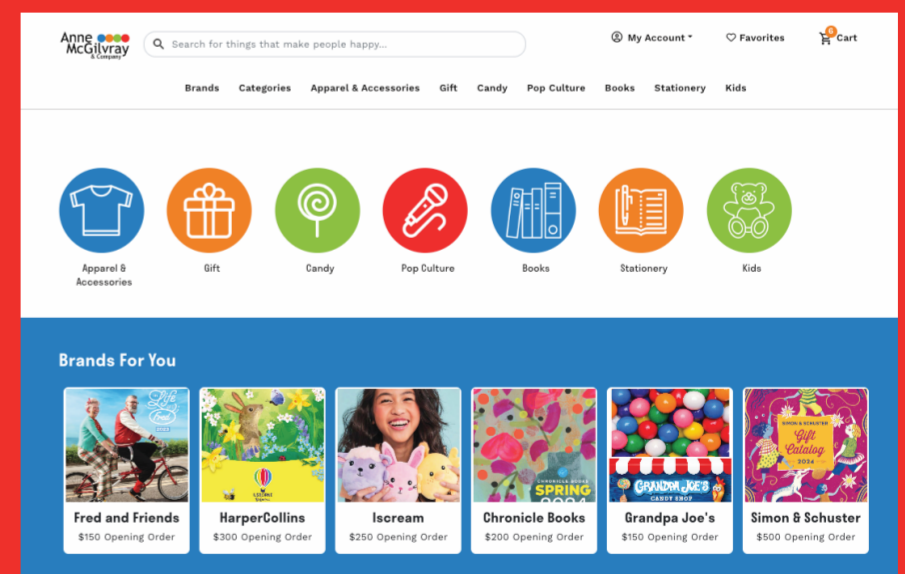 Anne
McGilvray
& Company
Search for things that make people happy...
My Account
Favorites
6
Cart
Brands Categories Apparel & Accessories Gift Candy Pop Culture Books Stationery Kids
Apparel &
Accessories
Gift
Candy
Pop Culture
Books
Stationery
Kids
Brands For You
Fred and Friends
$150 Opening Order
HarperCollins
$300 Opening Order
Iscream
$250 Opening Order
CHRONICLE BOOKS
SPRING
2024
Chronicle Books
$200 Opening Order
GRANDPA JOE'S
CANDY SHOP
Grandpa Joe's
$150 Opening Order
SIMON & SCHUSTER
Gift
Catalog
2024
Simon & Schuster
$500 Opening Order